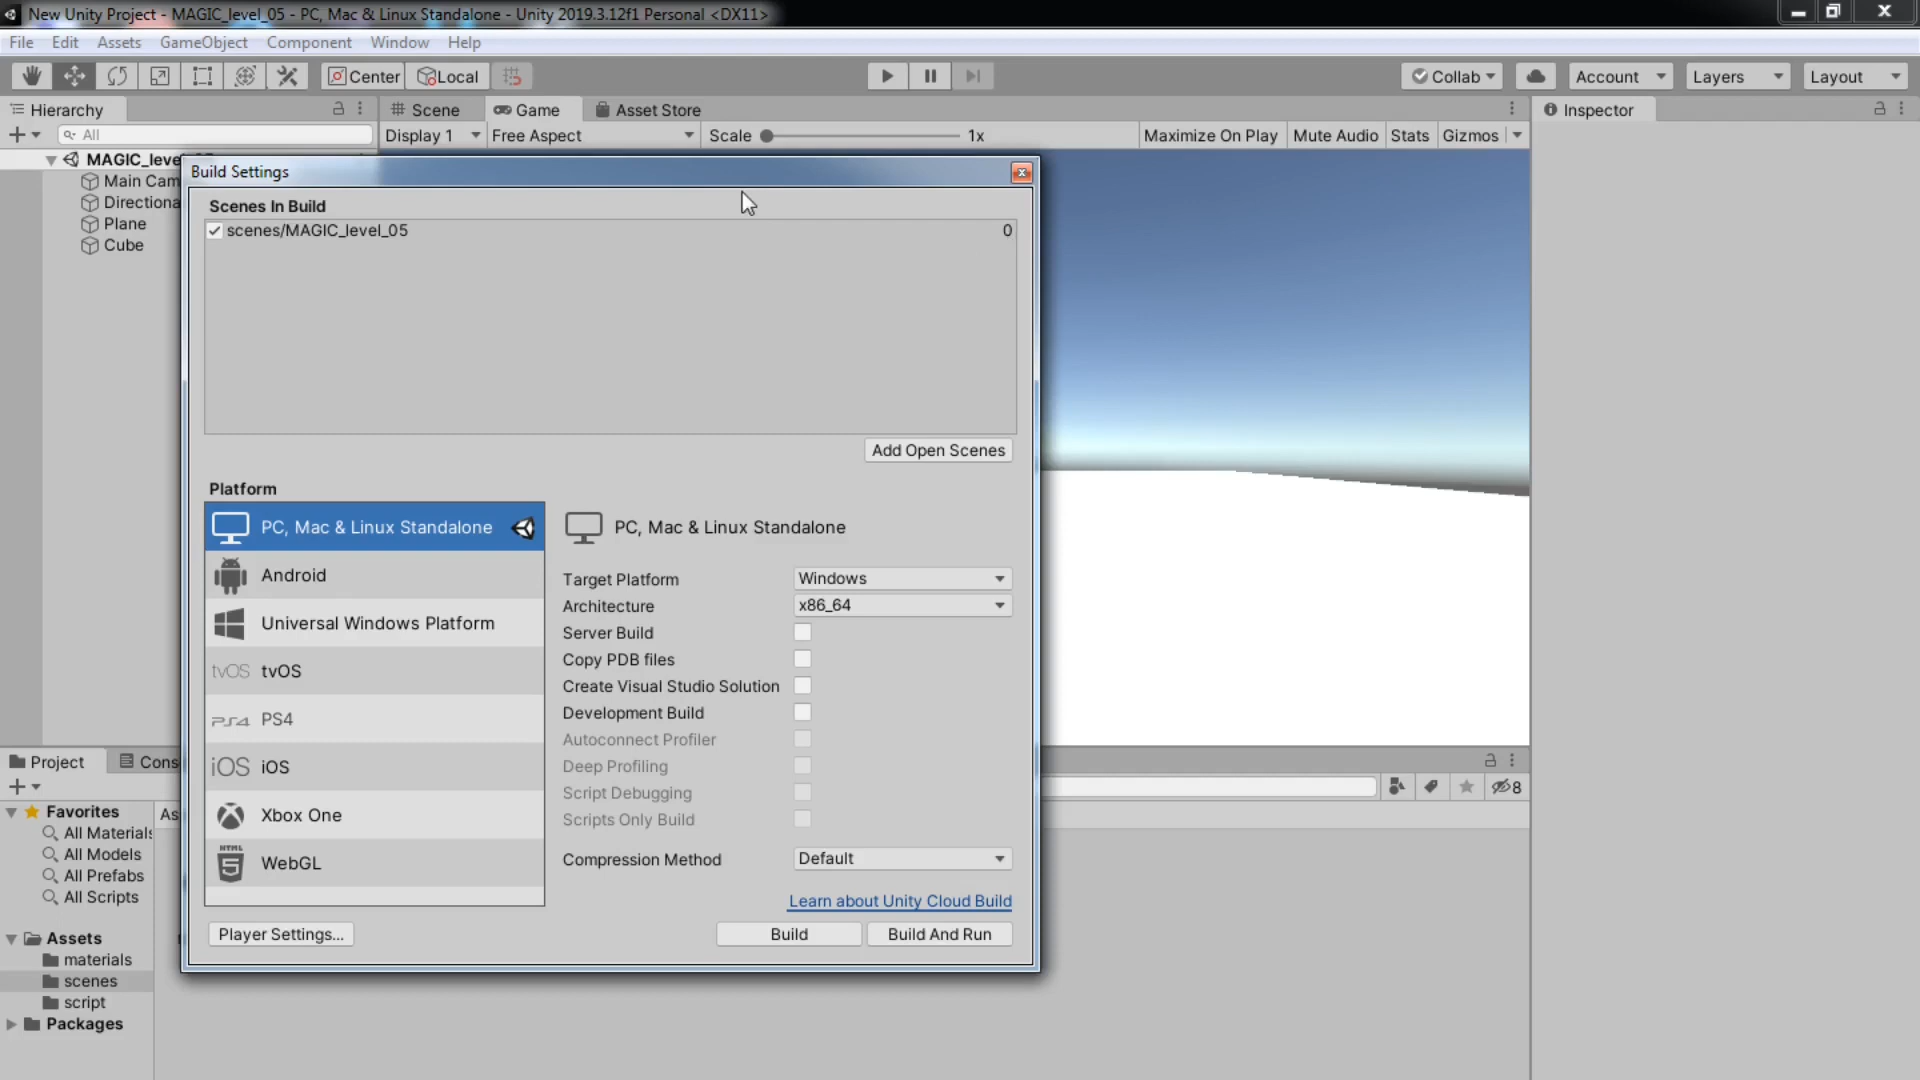 New Unity Project - MAGIC_level_05 - PC, Mac & Linux Standalone - Unity 2019.3.12f1 Personal <DX11>
File Edit Assets GameObject Component Window Help
Center Local Collab Account Layers Layout
Hierarchy Scene Game Asset Store Inspector
All Display 1 Free Aspect Scale 1x Maximize On Play Mute Audio Stats Gizmos
MAGIC_leve
Main Cam
Directiona
Plane
Cube
Build Settings
Scenes In Build
scenes/MAGIC_level_05 0
Add Open Scenes
Platform
PC, Mac & Linux Standalone
Android
Universal Windows Platform
tvOS tvOS
PS4 PS4
iOS iOS
Xbox One
HTML 5 WebGL
PC, Mac & Linux Standalone
Target Platform Windows
Architecture x86_64
Server Build
Copy PDB files
Create Visual Studio Solution
Development Build
Autoconnect Profiler
Deep Profiling
Script Debugging
Scripts Only Build
Compression Method Default
Learn about Unity Cloud Build
Player Settings... Build Build And Run
Project Cons
8
Favorites As
All Materials
All Models
All Prefabs
All Scripts
Assets
materials
scenes
script
Packages